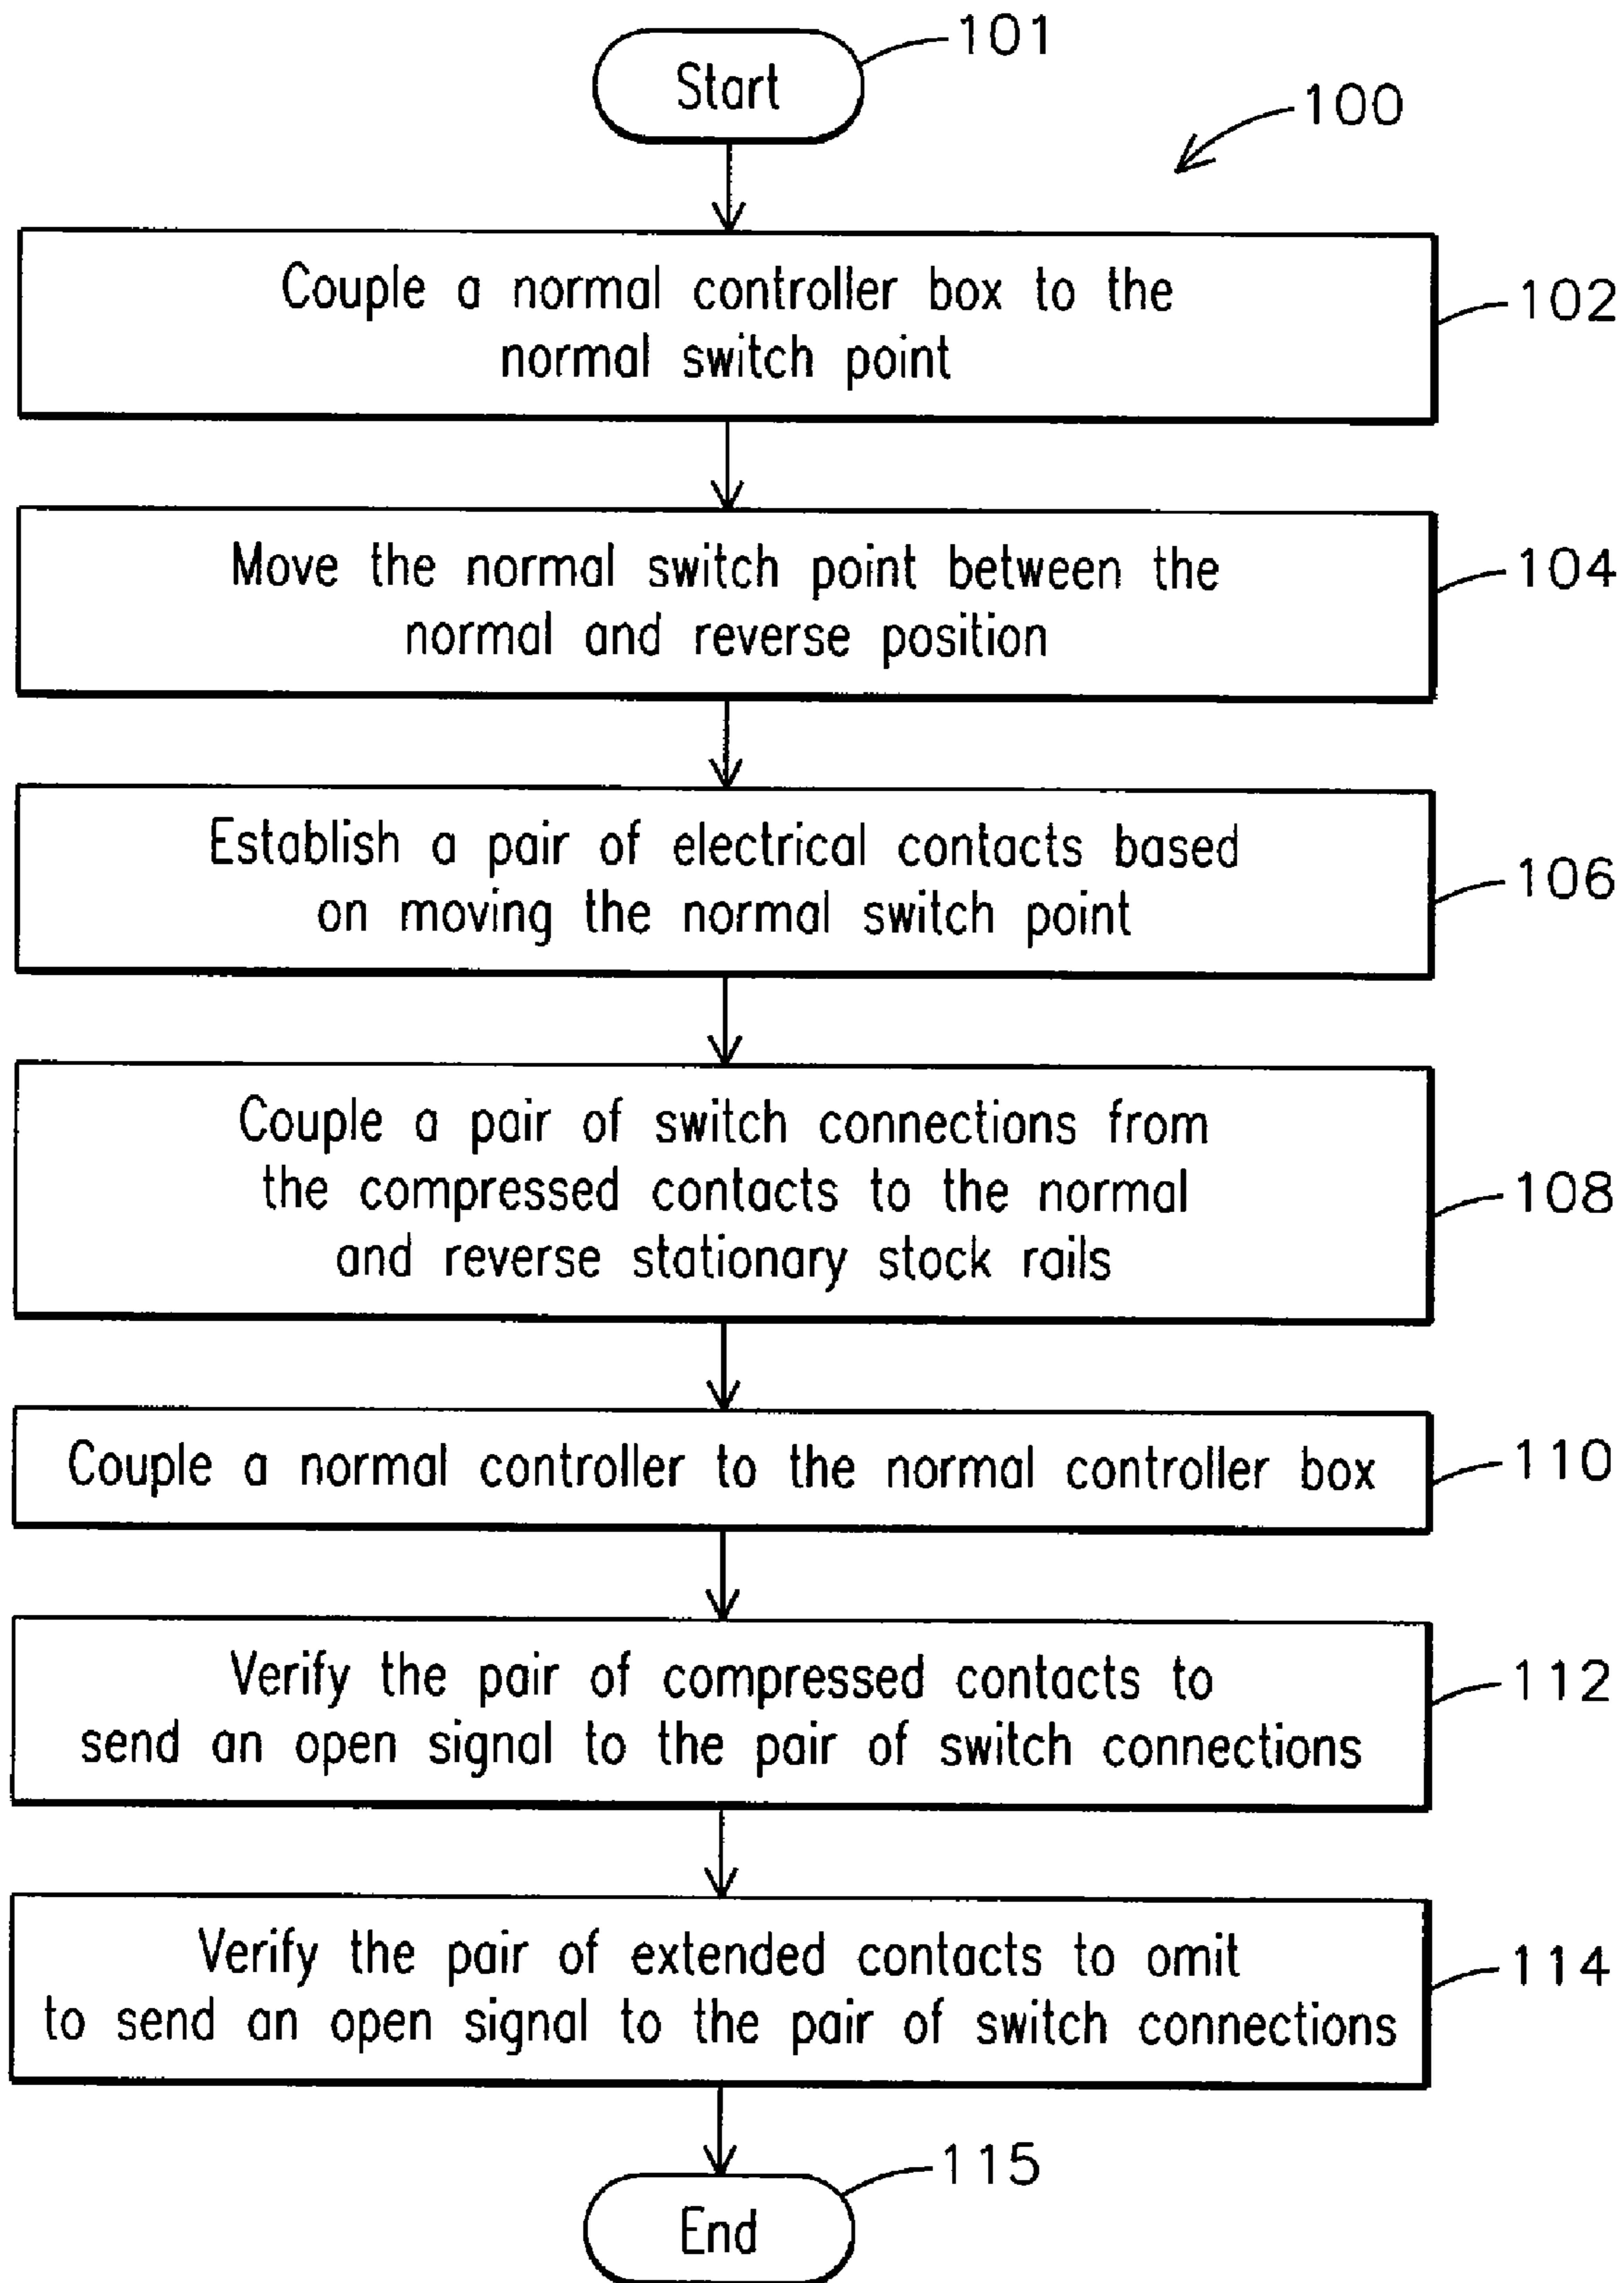 101
Start
100
Couple a normal controller box to the
normal switch point
102
Move the normal switch point between the
normal and reverse position
104
Establish a pair of electrical contacts based
on moving the normal switch point
106
Couple a pair of switch connections from
the compressed contacts to the normal
and reverse stationary stock rails
108
Couple a normal controller to the normal controller box
110
Verify the pair of compressed contacts to
send an open signal to the pair of switch connections
112
Verify the pair of extended contacts to omit
to send an open signal to the pair of switch connections
114
115
End